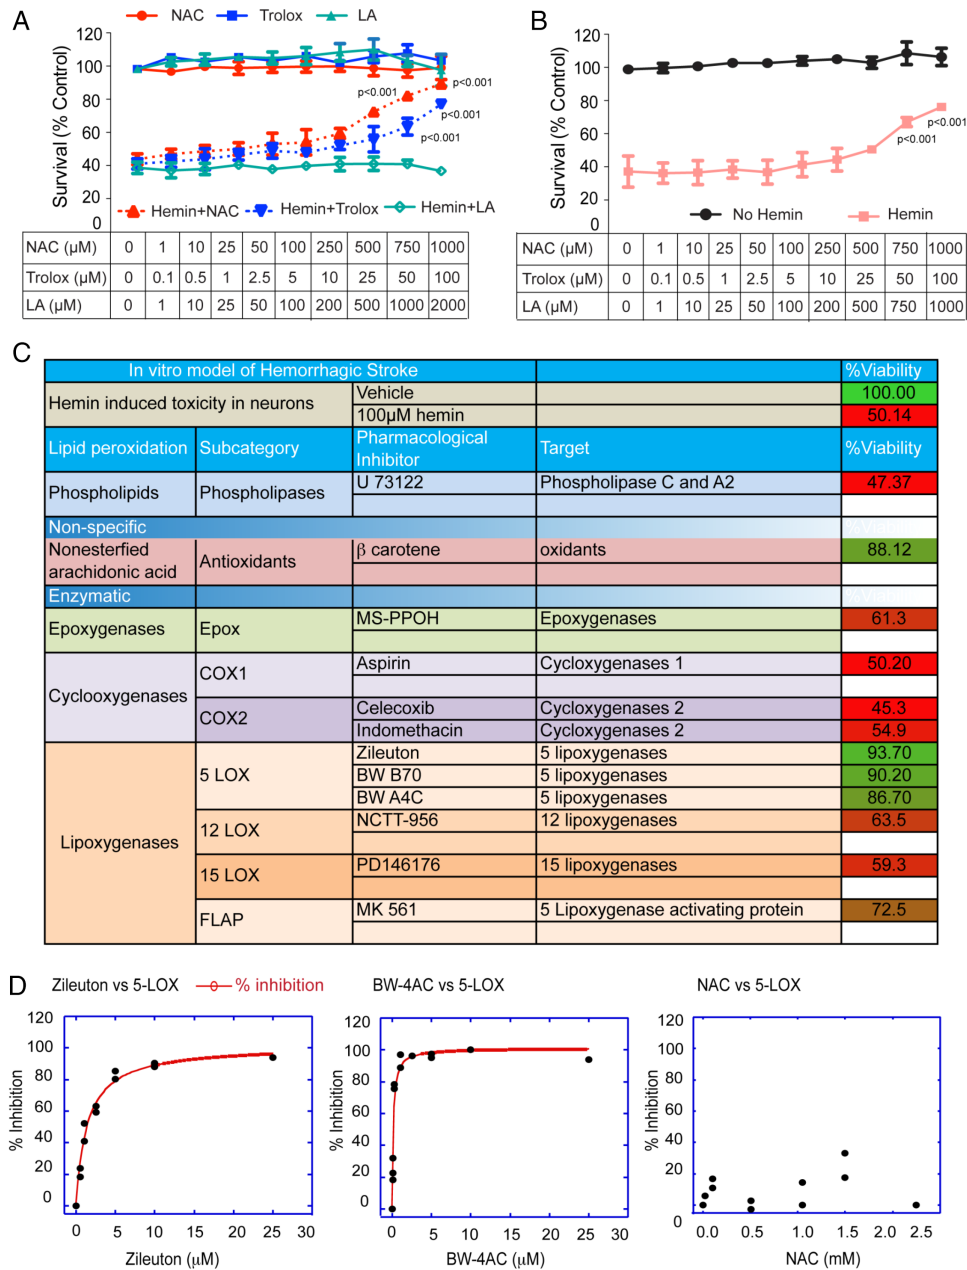 A
NAC Trolox LA
120
100
80
60
40
20
0
Survival (% Control)
p<0.001
p<0.001
p<0.001
p<0.001
Hemin+NAC Hemin+Trolox Hemin+LA
NAC (µM) 0 1 10 25 50 100 250 500 750 1000
Trolox (µM) 0 0.1 0.5 1 2.5 5 10 25 50 100
LA (µM) 0 1 10 25 50 100 200 500 1000 2000
B
120
100
80
60
40
20
0
Survival (% Control)
p<0.001
p<0.001
No Hemin Hemin
NAC (µM) 0 1 10 25 50 100 250 500 750 1000
Trolox (µM) 0 0.1 0.5 1 2.5 5 10 25 50 100
LA (µM) 0 1 10 25 50 100 200 500 750 1000
C
In vitro model of Hemorrhagic Stroke %Viability
Hemin induced toxicity in neurons
Vehicle 100.00
100µM hemin 50.14
Lipid peroxidation Subcategory Pharmacological Inhibitor Target %Viability
Phospholipids Phospholipases U 73122 Phospholipase C and A2 47.37
Non-specific %Viability
Nonesterfied arachidonic acid Antioxidants β carotene oxidants 88.12
Enzymatic %Viability
Epoxygenases Epox MS-PPOH Epoxygenases 61.3
Cyclooxygenases
COX1 Aspirin Cycloxygenases 1 50.20
COX2 Celecoxib Cycloxygenases 2 45.3
Indomethacin Cycloxygenases 2 54.9
Lipoxygenases
5 LOX Zileuton 5 lipoxygenases 93.70
BW B70 5 lipoxygenases 90.20
BW A4C 5 lipoxygenases 86.70
12 LOX NCTT-956 12 lipoxygenases 63.5
15 LOX PD146176 15 lipoxygenases 59.3
FLAP MK 561 5 Lipoxygenase activating protein 72.5
D
Zileuton vs 5-LOX % inhibition
120
100
80
60
40
20
0
% Inhibition
0 5 10 15 20 25 30
Zileuton (µM)
BW-4AC vs 5-LOX
120
100
80
60
40
20
0
% Inhibition
0 5 10 15 20 25 30
BW-4AC (µM)
NAC vs 5-LOX
120
100
80
60
40
20
0
% Inhibition
0.0 0.5 1.0 1.5 2.0 2.5
NAC (mM)